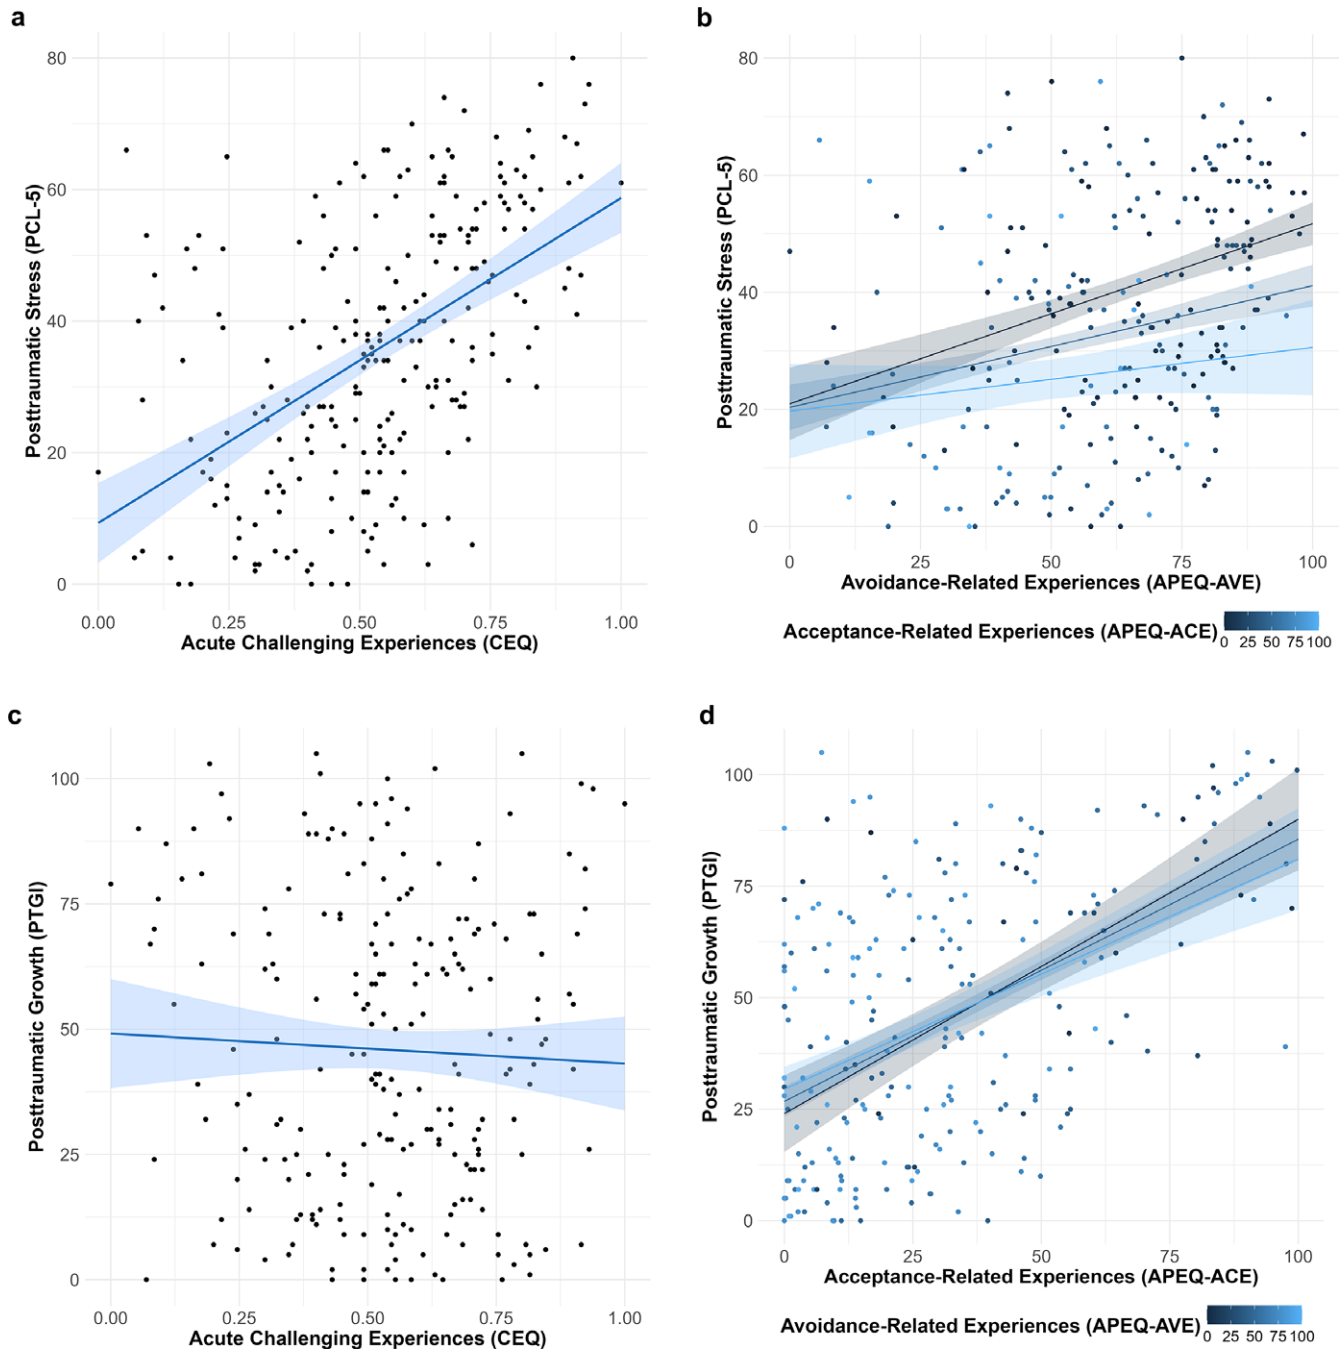 a
Posttraumatic Stress (PCL-5)
80
60
40
20
0
0.00 0.25 0.50 0.75 1.00
Acute Challenging Experiences (CEQ)
b
Posttraumatic Stress (PCL-5)
80
60
40
20
0
0 25 50 75 100
Avoidance-Related Experiences (APEQ-AVE)
Acceptance-Related Experiences (APEQ-ACE)
0 25 50 75 100
c
Posttraumatic Growth (PTGI)
100
75
50
25
0
0.00 0.25 0.50 0.75 1.00
Acute Challenging Experiences (CEQ)
d
Posttraumatic Growth (PTGI)
100
75
50
25
0
0 25 50 75 100
Acceptance-Related Experiences (APEQ-ACE)
Avoidance-Related Experiences (APEQ-AVE)
0 25 50 75 100